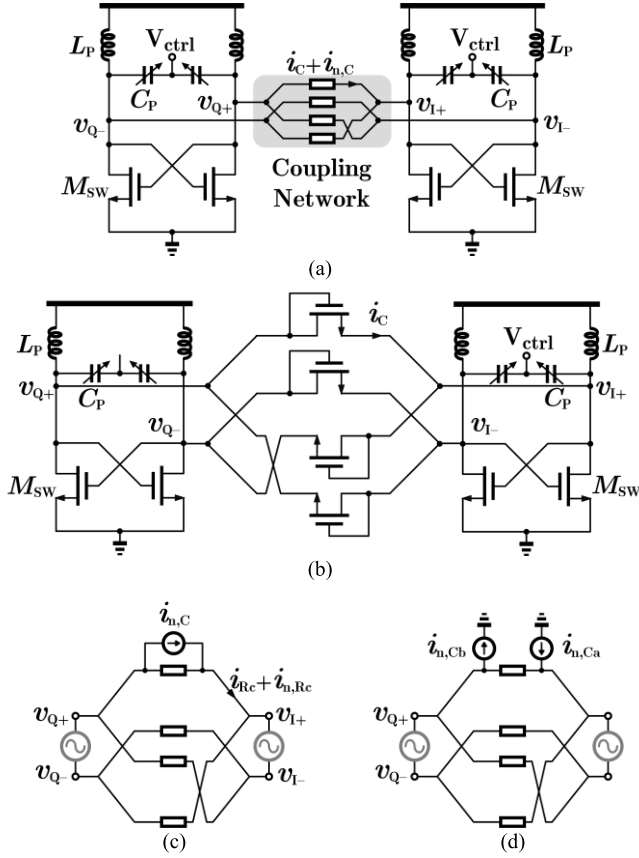 L_P V_ctrl V_ctrl L_P
i_C+i_n,C
C_P v_Q+ v_I+ C_P
v_Q− v_I−
Coupling
Network
M_SW M_SW
(a)
i_C
L_P V_ctrl L_P
v_Q+ C_P C_P v_I+
v_Q− v_I−
M_SW M_SW
(b)
i_n,C i_n,Cb i_n,Ca
i_Rc+i_n,Rc
v_Q+ v_I+ v_Q+
v_Q− v_I− v_Q−
(c) (d)